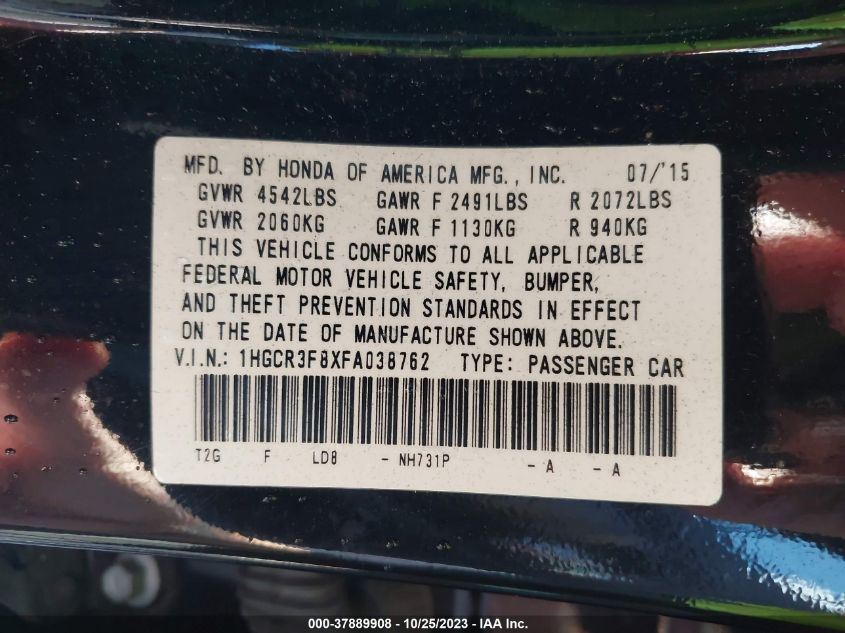 MFD. BY HONDA OF AMERICA MFG., INC. 07/'15
GVWR 4542LBS GAWR F 2491LBS R 2072LBS
GVWR 2060KG GAWR F 1130KG R 940KG
THIS VEHICLE CONFORMS TO ALL APPLICABLE
FEDERAL MOTOR VEHICLE SAFETY, BUMPER,
AND THEFT PREVENTION STANDARDS IN EFFECT
ON THE DATE OF MANUFACTURE SHOWN ABOVE.
V.I.N.: 1HGCR3F8XFA038762 TYPE: PASSENGER CAR
T2G F LD8 - NH731P - A - A
000-37889908 - 10/25/2023 - IAA Inc.